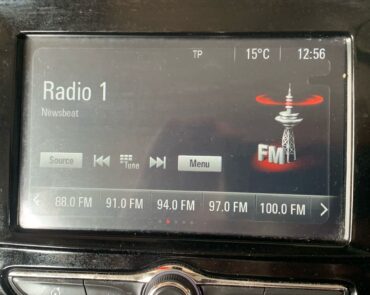 TP 15°C 12:56
Radio 1
Newsbeat
FM
Source Tune Menu
88.0 FM 91.0 FM 94.0 FM 97.0 FM 100.0 FM